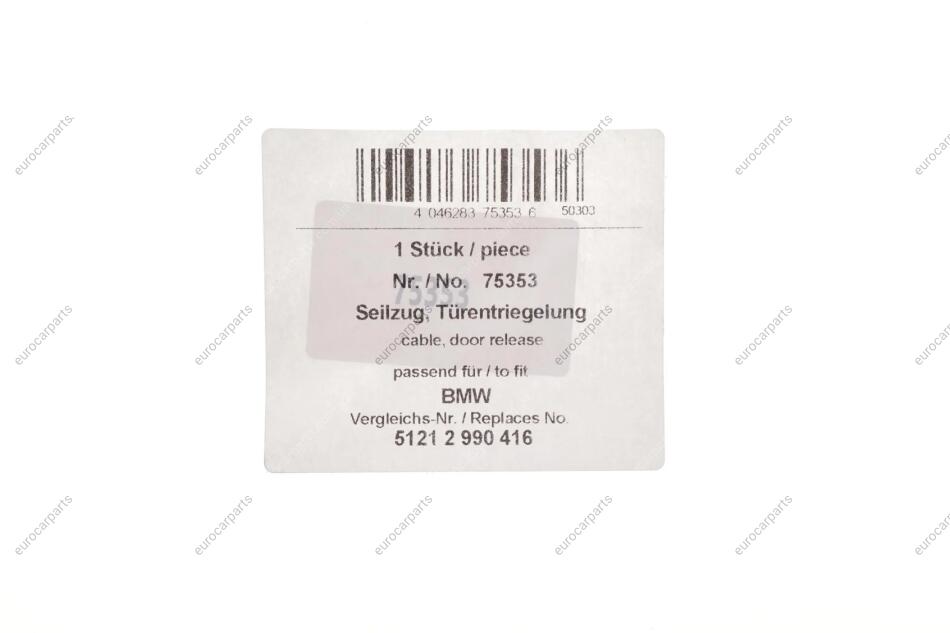 4 046283 75353 6 50303
1 Stück / piece
Nr. / No. 75353
75353
Seilzug, Türentriegelung
cable, door release
passend für / to fit
BMW
Vergleichs-Nr. / Replaces No.
5121 2 990 416
eurocarparts.